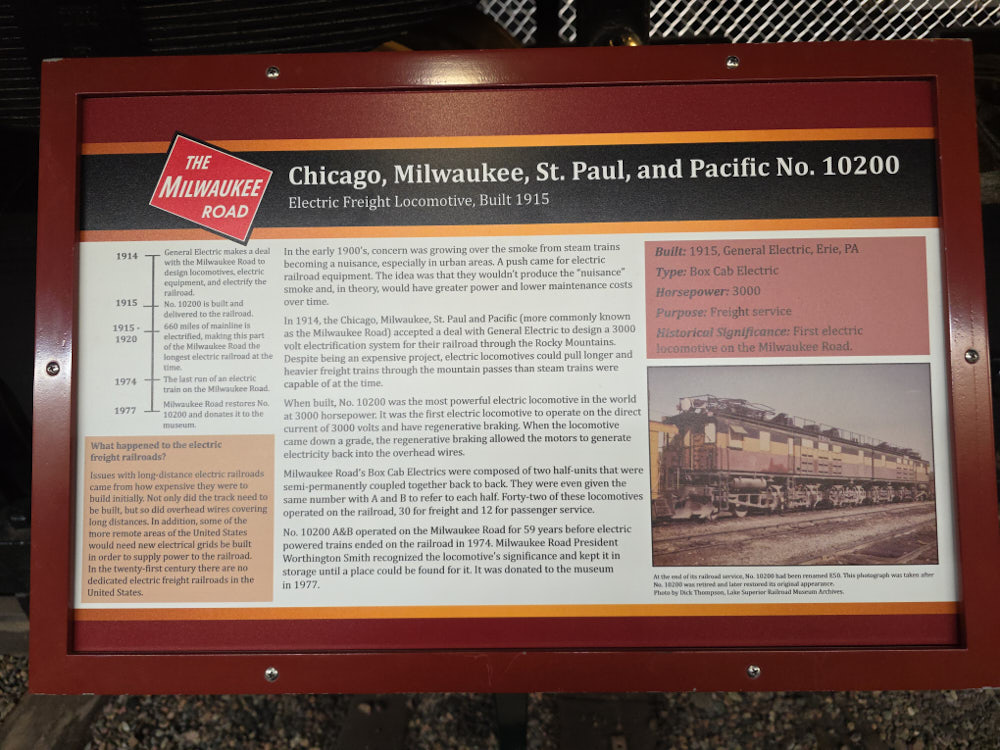 THE
MILWAUKEE
ROAD
Chicago, Milwaukee, St. Paul, and Pacific No. 10200
Electric Freight Locomotive, Built 1915
1914
General Electric makes a deal
with the Milwaukee Road to
design locomotives, electric
equipment, and electrify the
railroad.
1915
No. 10200 is built and
delivered to the railroad.
1915 -
1920
660 miles of mainline is
electrified, making this part
of the Milwaukee Road the
longest electric railroad at the
time.
1974
The last run of an electric
train on the Milwaukee Road.
1977
Milwaukee Road restores No.
10200 and donates it to the
museum.
What happened to the electric
freight railroads?
Issues with long-distance electric railroads
came from how expensive they were to
build initially. Not only did the track need to
be built, but so did overhead wires covering
long distances. In addition, some of the
more remote areas of the United States
would need new electrical grids be built
in order to supply power to the railroad.
In the twenty-first century there are no
dedicated electric freight railroads in the
United States.
In the early 1900's, concern was growing over the smoke from steam trains
becoming a nuisance, especially in urban areas. A push came for electric
railroad equipment. The idea was that they wouldn't produce the "nuisance"
smoke and, in theory, would have greater power and lower maintenance costs
over time.
In 1914, the Chicago, Milwaukee, St. Paul and Pacific (more commonly known
as the Milwaukee Road) accepted a deal with General Electric to design a 3000
volt electrification system for their railroad through the Rocky Mountains.
Despite being an expensive project, electric locomotives could pull longer and
heavier freight trains through the mountain passes than steam trains were
capable of at the time.
When built, No. 10200 was the most powerful electric locomotive in the world
at 3000 horsepower. It was the first electric locomotive to operate on the direct
current of 3000 volts and have regenerative braking. When the locomotive
came down a grade, the regenerative braking allowed the motors to generate
electricity back into the overhead wires.
Milwaukee Road's Box Cab Electrics were composed of two half-units that were
semi-permanently coupled together back to back. They were even given the
same number with A and B to refer to each half. Forty-two of these locomotives
operated on the railroad, 30 for freight and 12 for passenger service.
No. 10200 A&B operated on the Milwaukee Road for 59 years before electric
powered trains ended on the railroad in 1974. Milwaukee Road President
Worthington Smith recognized the locomotive's significance and kept it in
storage until a place could be found for it. It was donated to the museum
in 1977.
Built: 1915, General Electric, Erie, PA
Type: Box Cab Electric
Horsepower: 3000
Purpose: Freight service
Historical Significance: First electric
locomotive on the Milwaukee Road.
At the end of its railroad service, No. 10200 had been renamed E50. This photograph was taken after
No. 10200 was retired and later restored its original appearance.
Photo by Dick Thompson, Lake Superior Railroad Museum Archives.